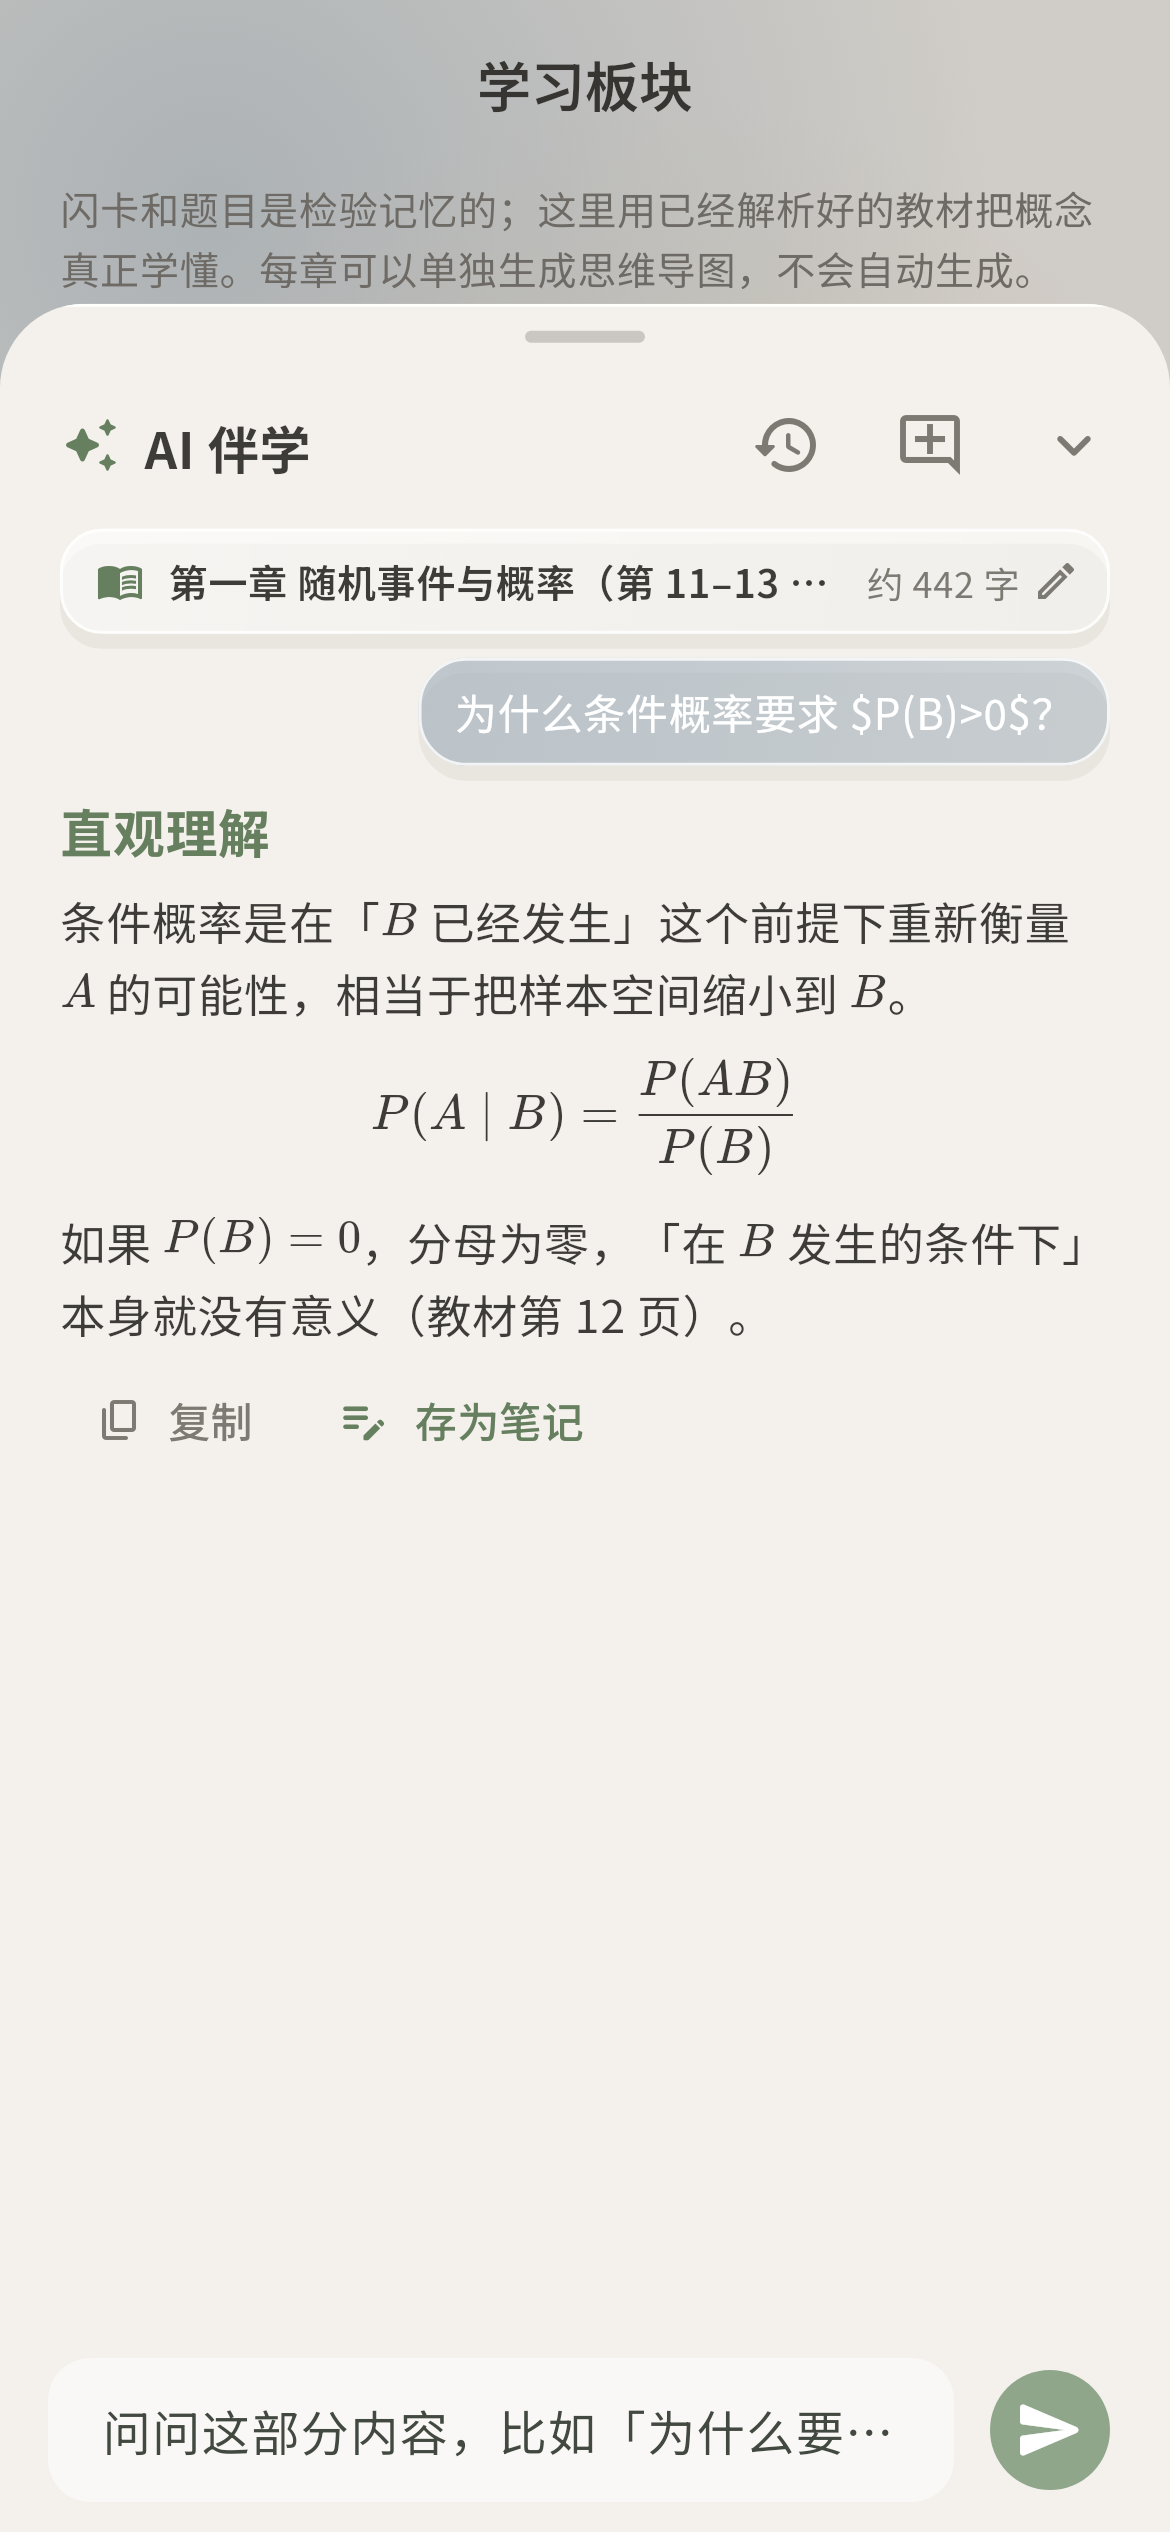 学习板块
闪卡和题目是检验记忆的；这里用已经解析好的教材把概念
真正学懂。每章可以单独生成思维导图，不会自动生成。
AI 伴学
第一章 随机事件与概率（第 11–13 … 约 442 字
为什么条件概率要求 $P(B)>0$？
直观理解
条件概率是在「B 已经发生」这个前提下重新衡量
A 的可能性，相当于把样本空间缩小到 B。
P(A | B) = P(AB) / P(B)
如果 P(B) = 0，分母为零，「在 B 发生的条件下」
本身就没有意义（教材第 12 页）。
复制 存为笔记
问问这部分内容，比如「为什么要…